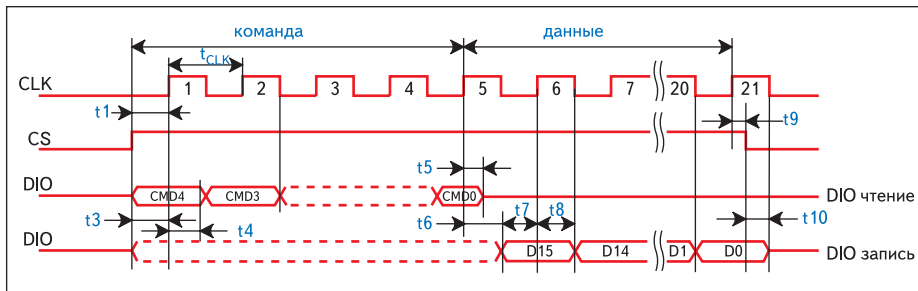 команда данные
tCLK
CLK 1 2 3 4 5 6 7 20 21
t1 t9
CS
t5
DIO CMD4 CMD3 CMD0 DIO чтение
t3 t4 t6 t7 t8 t10
DIO D15 D14 D1 D0 DIO запись